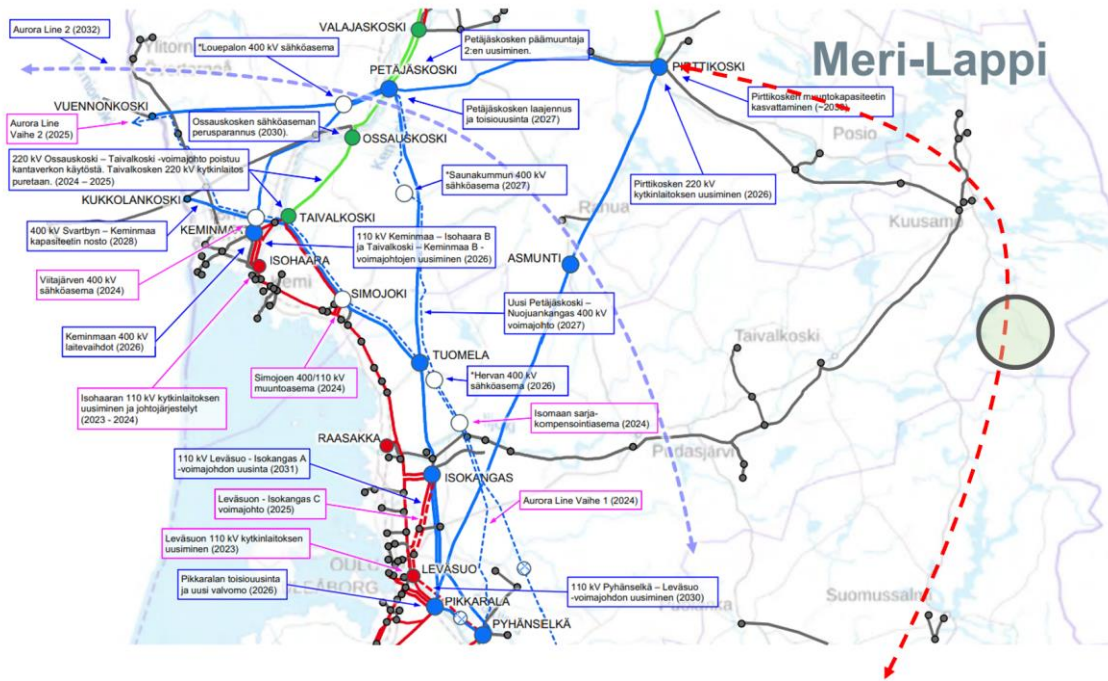 Meri-Lappi
Aurora Line 2 (2032)
*Louepalon 400 kV
sähköasema
VALAJASKOSKI
Petäjäskosken päämuuntaja
2:en uusiminen.
PETÄJÄSKOSKI
PIRTTIKOSKI
VUENNONKOSKI
Pirttikosken muuntokapasiteetin
Aurora Line
Vaihe 2 (2025)
Ossauskosken sähköaseman
perusparannus (2030).
Petäjäskosken laajennus
ja toisiouusinta (2027)
OSSAUSKOSKI
Posio
220 kV Ossauskoski – Taivalkoski -voimajohto poistuu
kantaverkon käytöstä. Taivalkosken 220 kV kytkinlaitos
puretaan. (2024 – 2025)
*Saunakummun 400 kV
sähköasema (2027)
Pirttikosken 220 kV
kytkinlaitoksen uusiminen (2026)
KUKKOLANKOSKI
TAIVALKOSKI
Ranua
Kuusamo
400 kV Svartbyn – Keminmaa
kapasiteetin nosto (2028)
KEMINMAA
110 kV Keminmaa – Isohaara B
ja Taivalkoski – Keminmaa B -
voimajohtojen uusiminen (2026)
ISOHAARA
Kemi
ASMUNTI
Viitajärven 400 kV
sähköasema (2024)
SIMOJOKI
Uusi Petäjäskoski –
Nuojuankangas 400 kV
voimajohto (2027)
Keminmaan 400 kV
laitevaihdot (2026)
Taivalkoski
TUOMELA
Simojoen 400/110 kV
muuntoasema (2024)
*Hervan 400 kV
sähköasema (2026)
Isohaaran 110 kV kytkinlaitoksen
uusiminen ja johtojärjestelyt
(2023 - 2024)
Isomaan sarja-
kompensointiasema (2024)
RAASAKKA
Pudasjärvi
110 kV Leväsuo - Isokangas A
-voimajohdon uusinta (2031)
ISOKANGAS
Leväsuon - Isokangas C
voimajohto (2025)
Aurora Line Vaihe 1 (2024)
Leväsuon 110 kV kytkinlaitoksen
uusiminen (2023)
OULU
LEVÄSUO
Pikkaralan toisiouusinta
ja uusi valvomo
(2026)
110 kV Pyhänselkä – Leväsuo
-voimajohdon uusiminen (2030)
PIKKARALA
Suomussalmi
PYHÄNSELKÄ